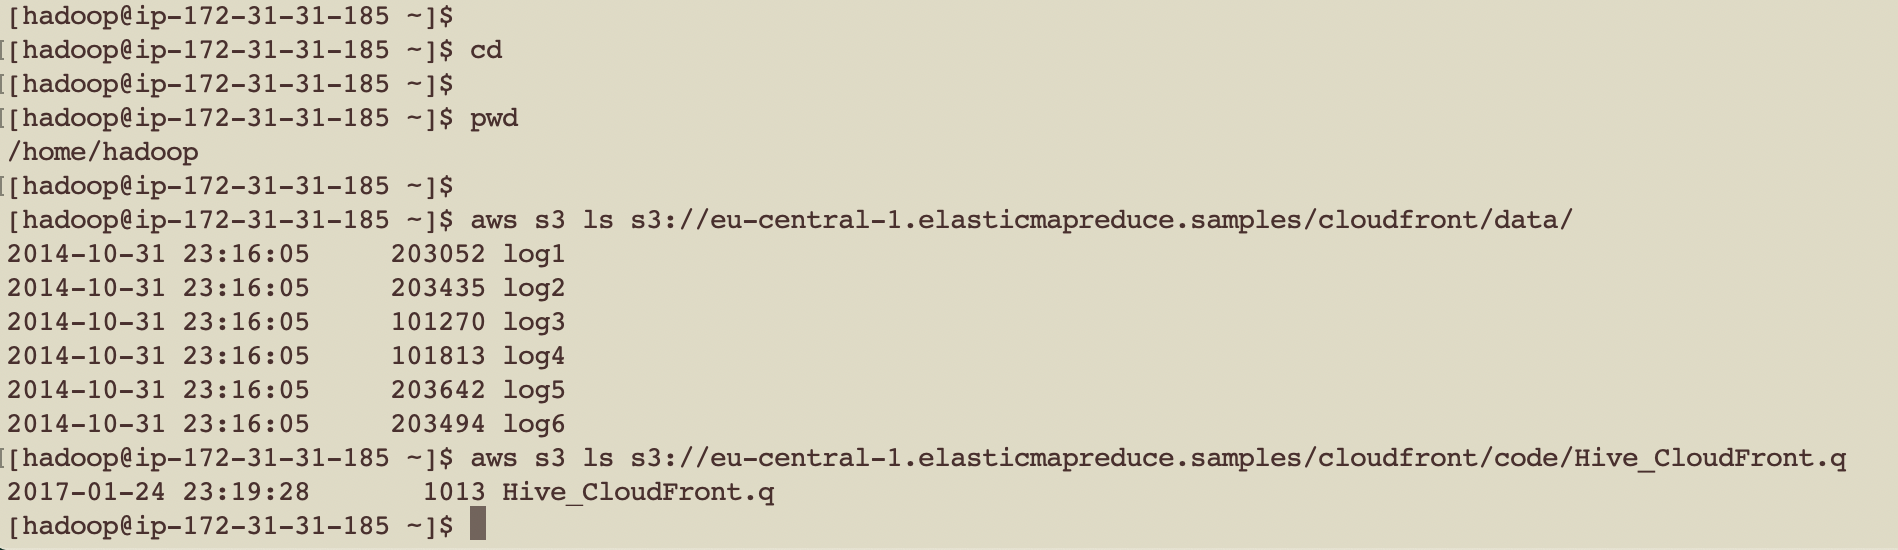 [hadoop@ip-172-31-31-185 ~]$
[hadoop@ip-172-31-31-185 ~]$ cd
[hadoop@ip-172-31-31-185 ~]$
[hadoop@ip-172-31-31-185 ~]$ pwd
/home/hadoop
[hadoop@ip-172-31-31-185 ~]$
[hadoop@ip-172-31-31-185 ~]$ aws s3 ls s3://eu-central-1.elasticmapreduce.samples/cloudfront/data/
2014-10-31 23:16:05     203052 log1
2014-10-31 23:16:05     203435 log2
2014-10-31 23:16:05     101270 log3
2014-10-31 23:16:05     101813 log4
2014-10-31 23:16:05     203642 log5
2014-10-31 23:16:05     203494 log6
[hadoop@ip-172-31-31-185 ~]$ aws s3 ls s3://eu-central-1.elasticmapreduce.samples/cloudfront/code/Hive_CloudFront.q
2017-01-24 23:19:28       1013 Hive_CloudFront.q
[hadoop@ip-172-31-31-185 ~]$